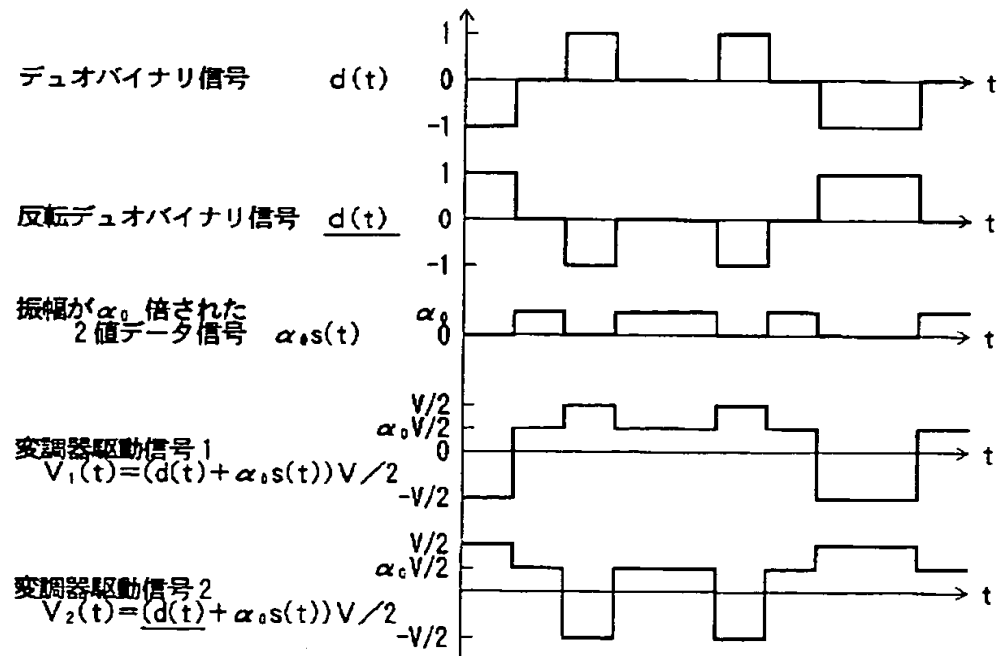 デュオバイナリ信号 d(t)
1
0
-1
t
反転デュオバイナリ信号 d(t)
1
0
-1
t
振幅がα₀倍された
2値データ信号 α₀s(t)
α₀
0
t
変調器駆動信号1
V₁(t)=(d(t)+α₀s(t))V/2
V/2
α₀V/2
0
-V/2
t
変調器駆動信号2
V₂(t)=(d(t)+α₀s(t))V/2
V/2
α₀V/2
-V/2
t